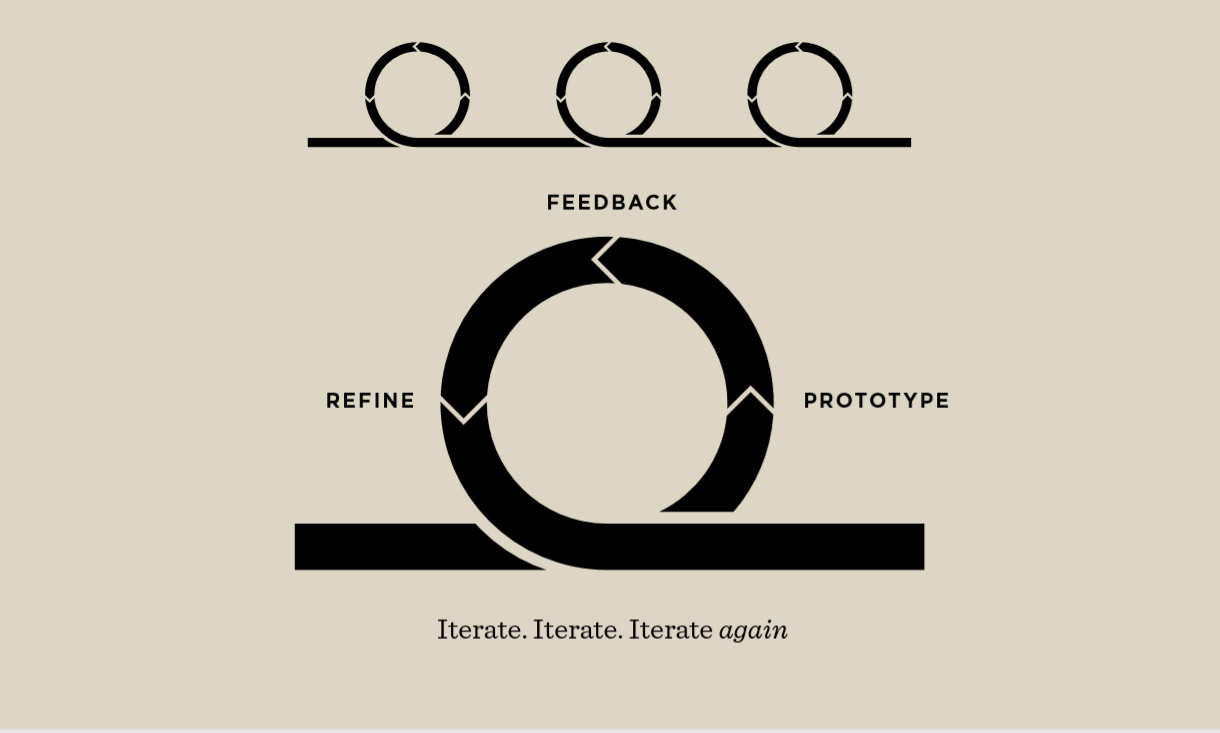 FEEDBACK
REFINE
PROTOTYPE
Iterate. Iterate. Iterate again